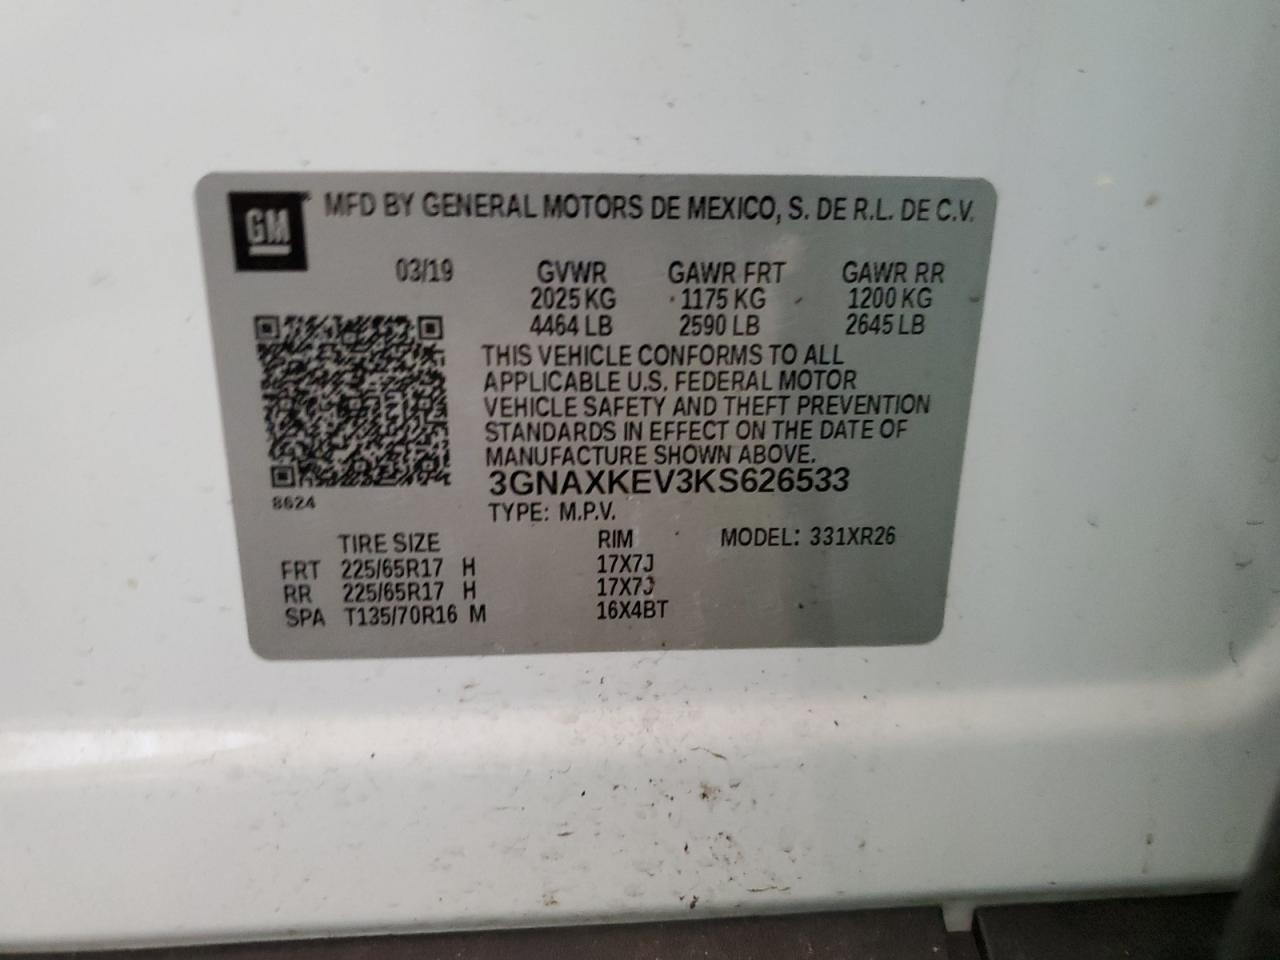 GM
MFD BY GENERAL MOTORS DE MEXICO, S. DE R.L. DE C.V.
03/19 GVWR GAWR FRT GAWR RR
2025 KG 1175 KG 1200 KG
4464 LB 2590 LB 2645 LB
THIS VEHICLE CONFORMS TO ALL
APPLICABLE U.S. FEDERAL MOTOR
VEHICLE SAFETY AND THEFT PREVENTION
STANDARDS IN EFFECT ON THE DATE OF
MANUFACTURE SHOWN ABOVE.
3GNAXKEV3KS626533
8624
TYPE: M.P.V.
TIRE SIZE RIM MODEL: 331XR26
FRT 225/65R17 H 17X7J
RR 225/65R17 H 17X7J
SPA T135/70R16 M 16X4BT